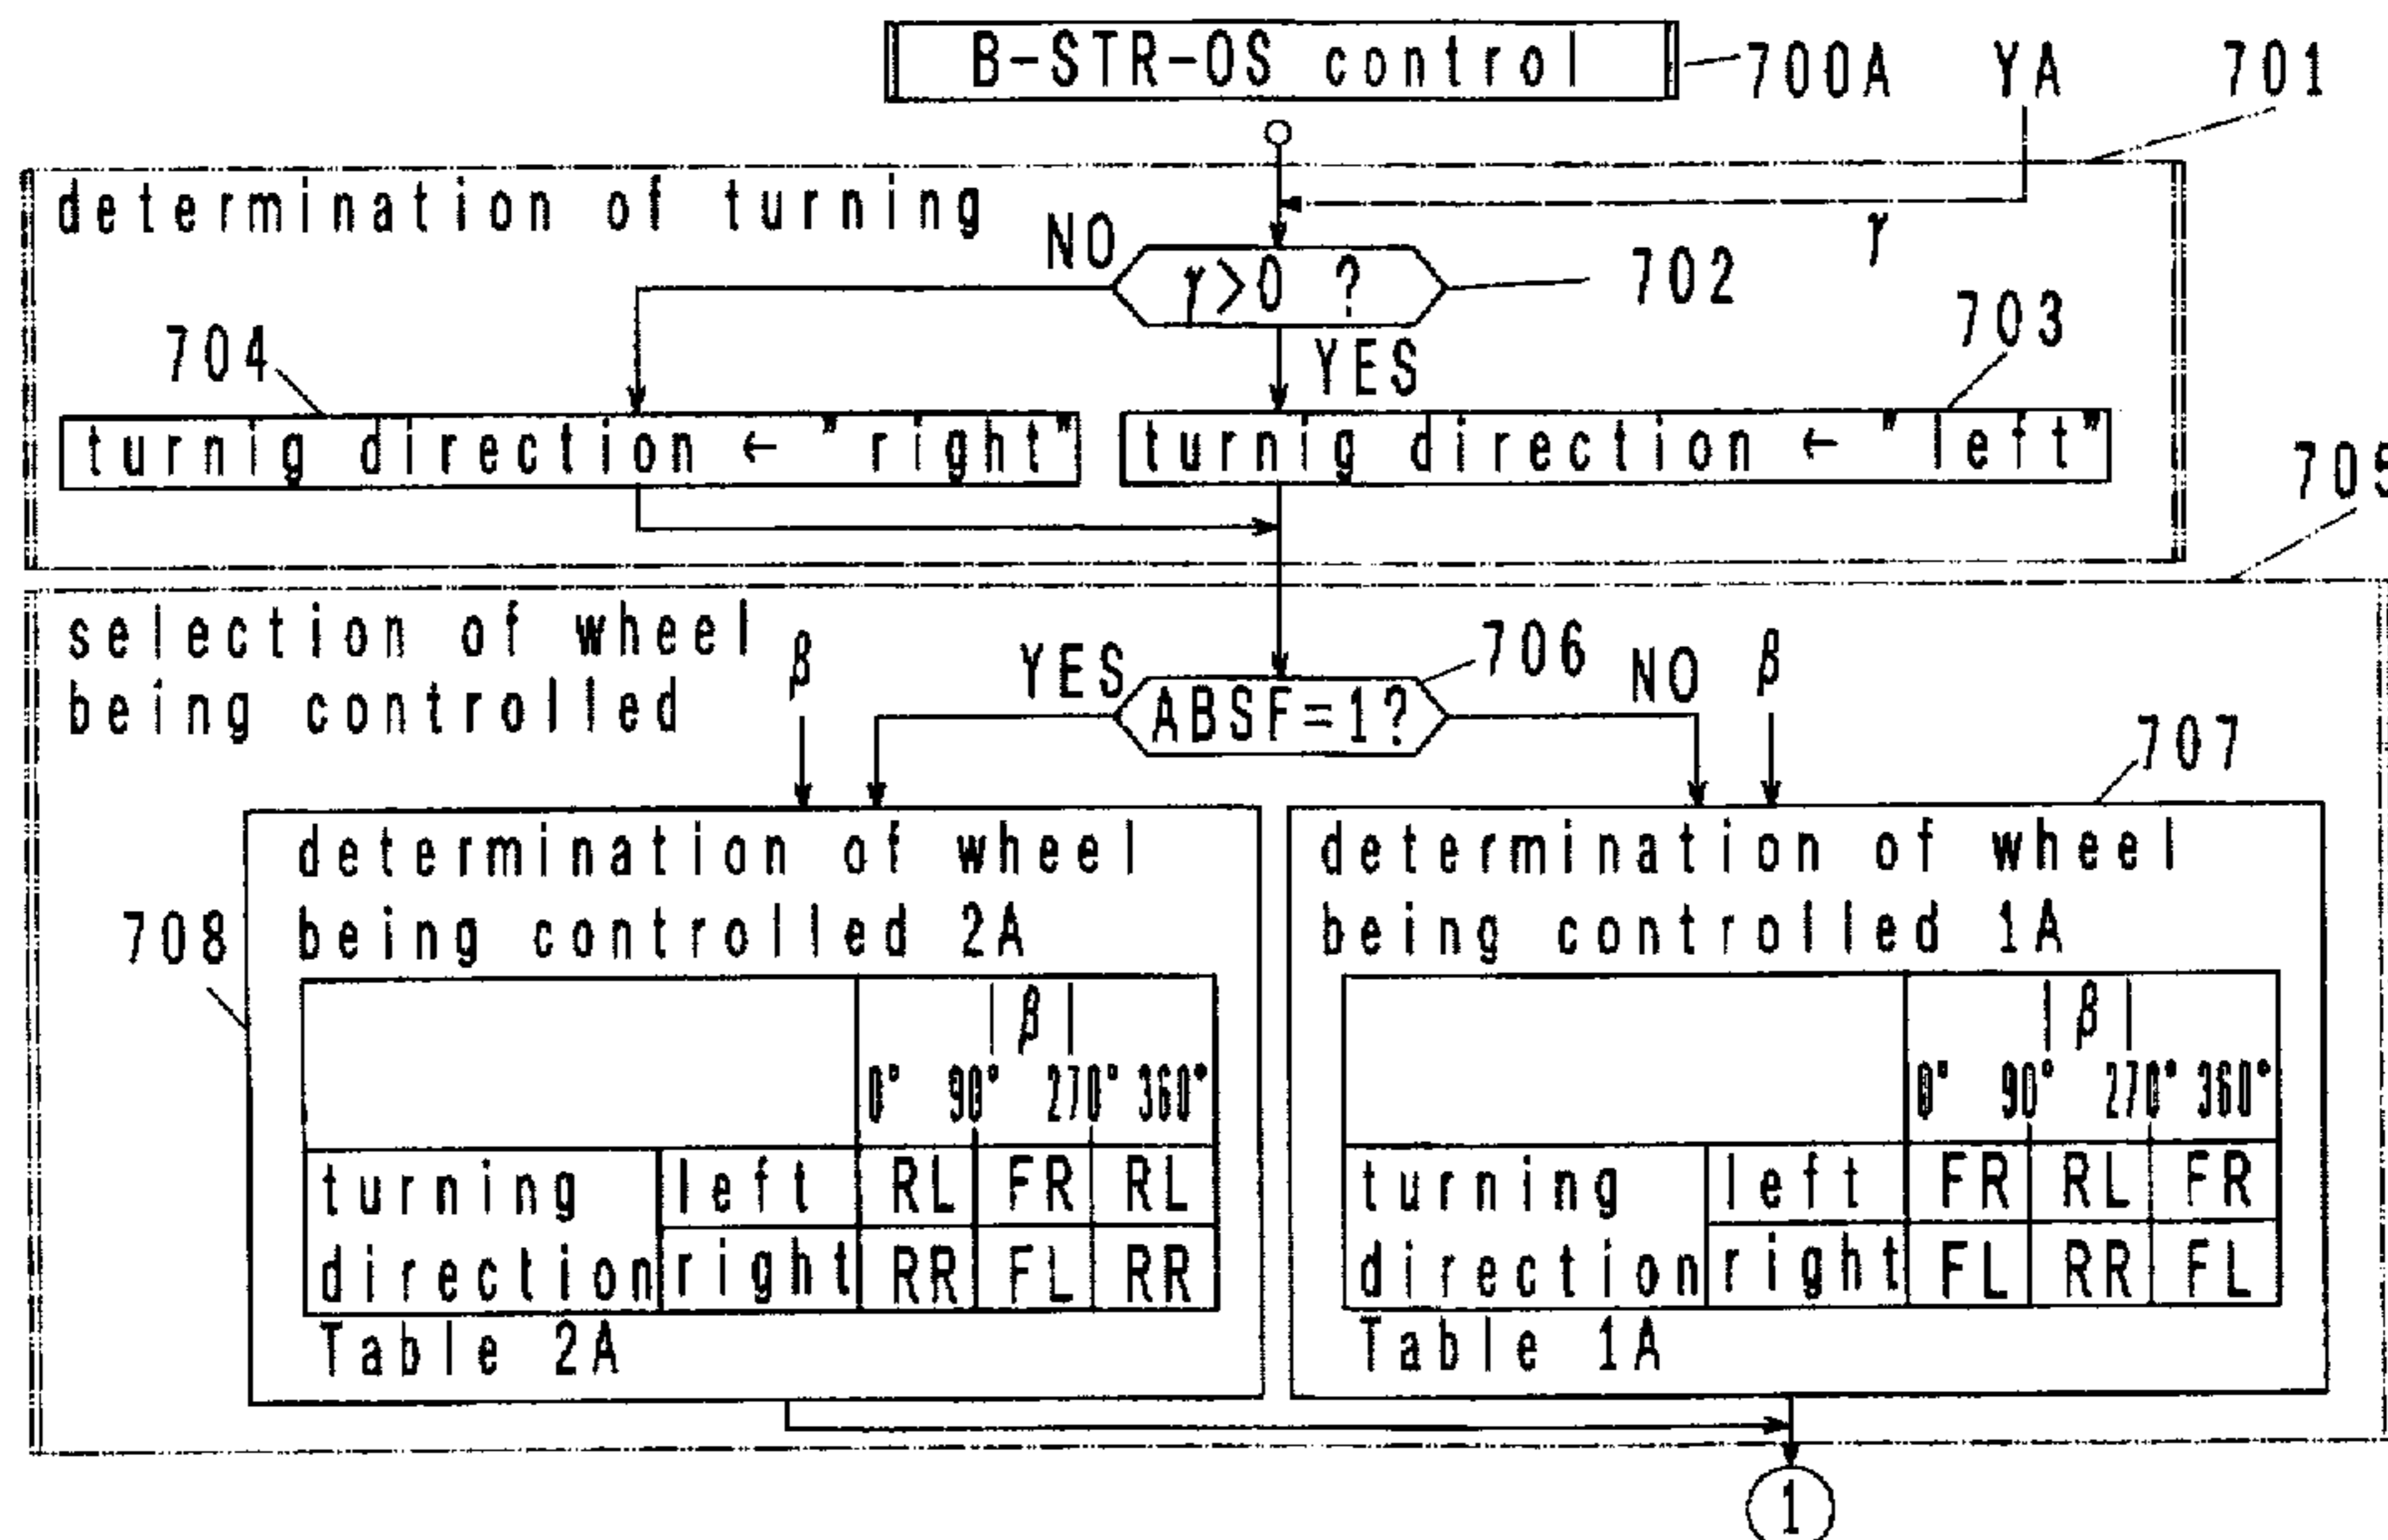 B-STR-OS control
700A
YA
701
determination of turning
γ
NO
γ>0 ?
702
YES
703
704
turnig direction ← "right"
turnig direction ← "left"
705
selection of wheel
being controlled
β
YES
ABSF=1?
706
NO
β
707
708
determination of wheel
being controlled 2A
|β|
0° 90° 270° 360°
turning
direction
left RL FR RL
right RR FL RR
Table 2A
determination of wheel
being controlled 1A
|β|
0° 90° 270° 360°
turning
direction
left FR RL FR
right FL RR FL
Table 1A
1